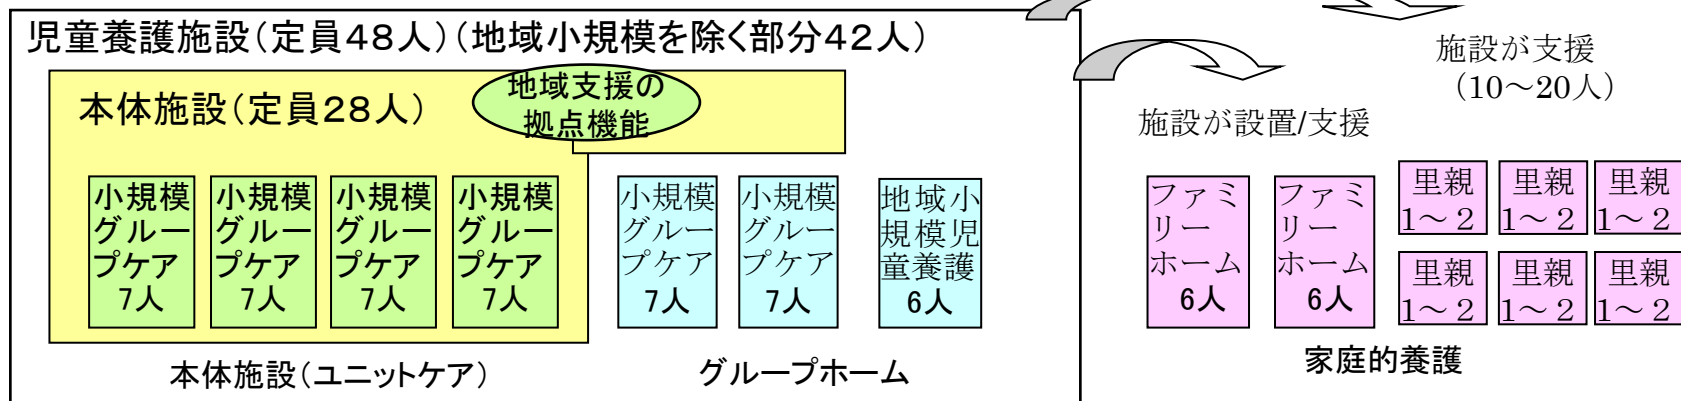 児童養護施設（定員４８人）（地域小規模を除く部分４２人）
本体施設（定員２８人）
地域支援の
拠点機能
小規模
グルー
プケア
7人
小規模
グルー
プケア
7人
小規模
グルー
プケア
7人
小規模
グルー
プケア
7人
本体施設（ユニットケア）
小規模
グルー
プケア
7人
小規模
グルー
プケア
7人
地域小
規模児
童養護
6人
グループホーム
施設が設置/支援
施設が支援
（10～20人）
ファミ
リー
ホーム
6人
ファミ
リー
ホーム
6人
里親
1～２
里親
1～２
里親
1～２
里親
1～２
里親
1～２
里親
1～２
家庭的養護